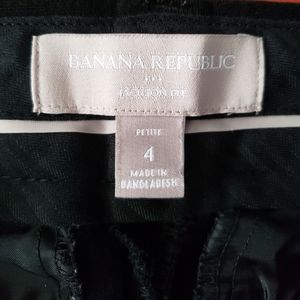 BANANA REPUBLIC
PETITE
4
MADE IN
BANGLADESH